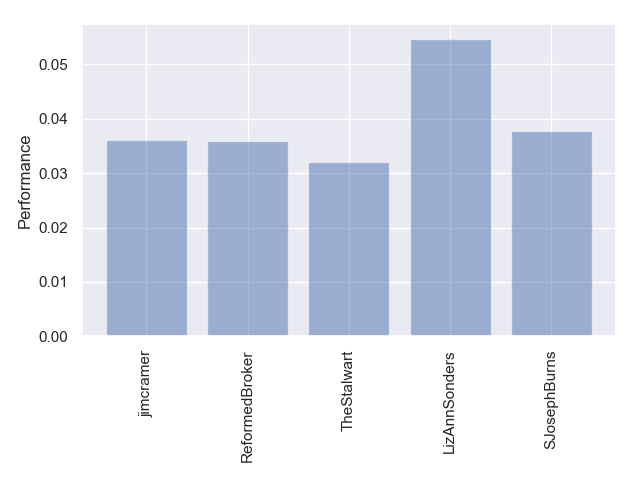 Performance
0.05
0.04
0.03
0.02
0.01
0.00
jimcramer
ReformedBroker
TheStalwart
LizAnnSonders
SJosephBurns